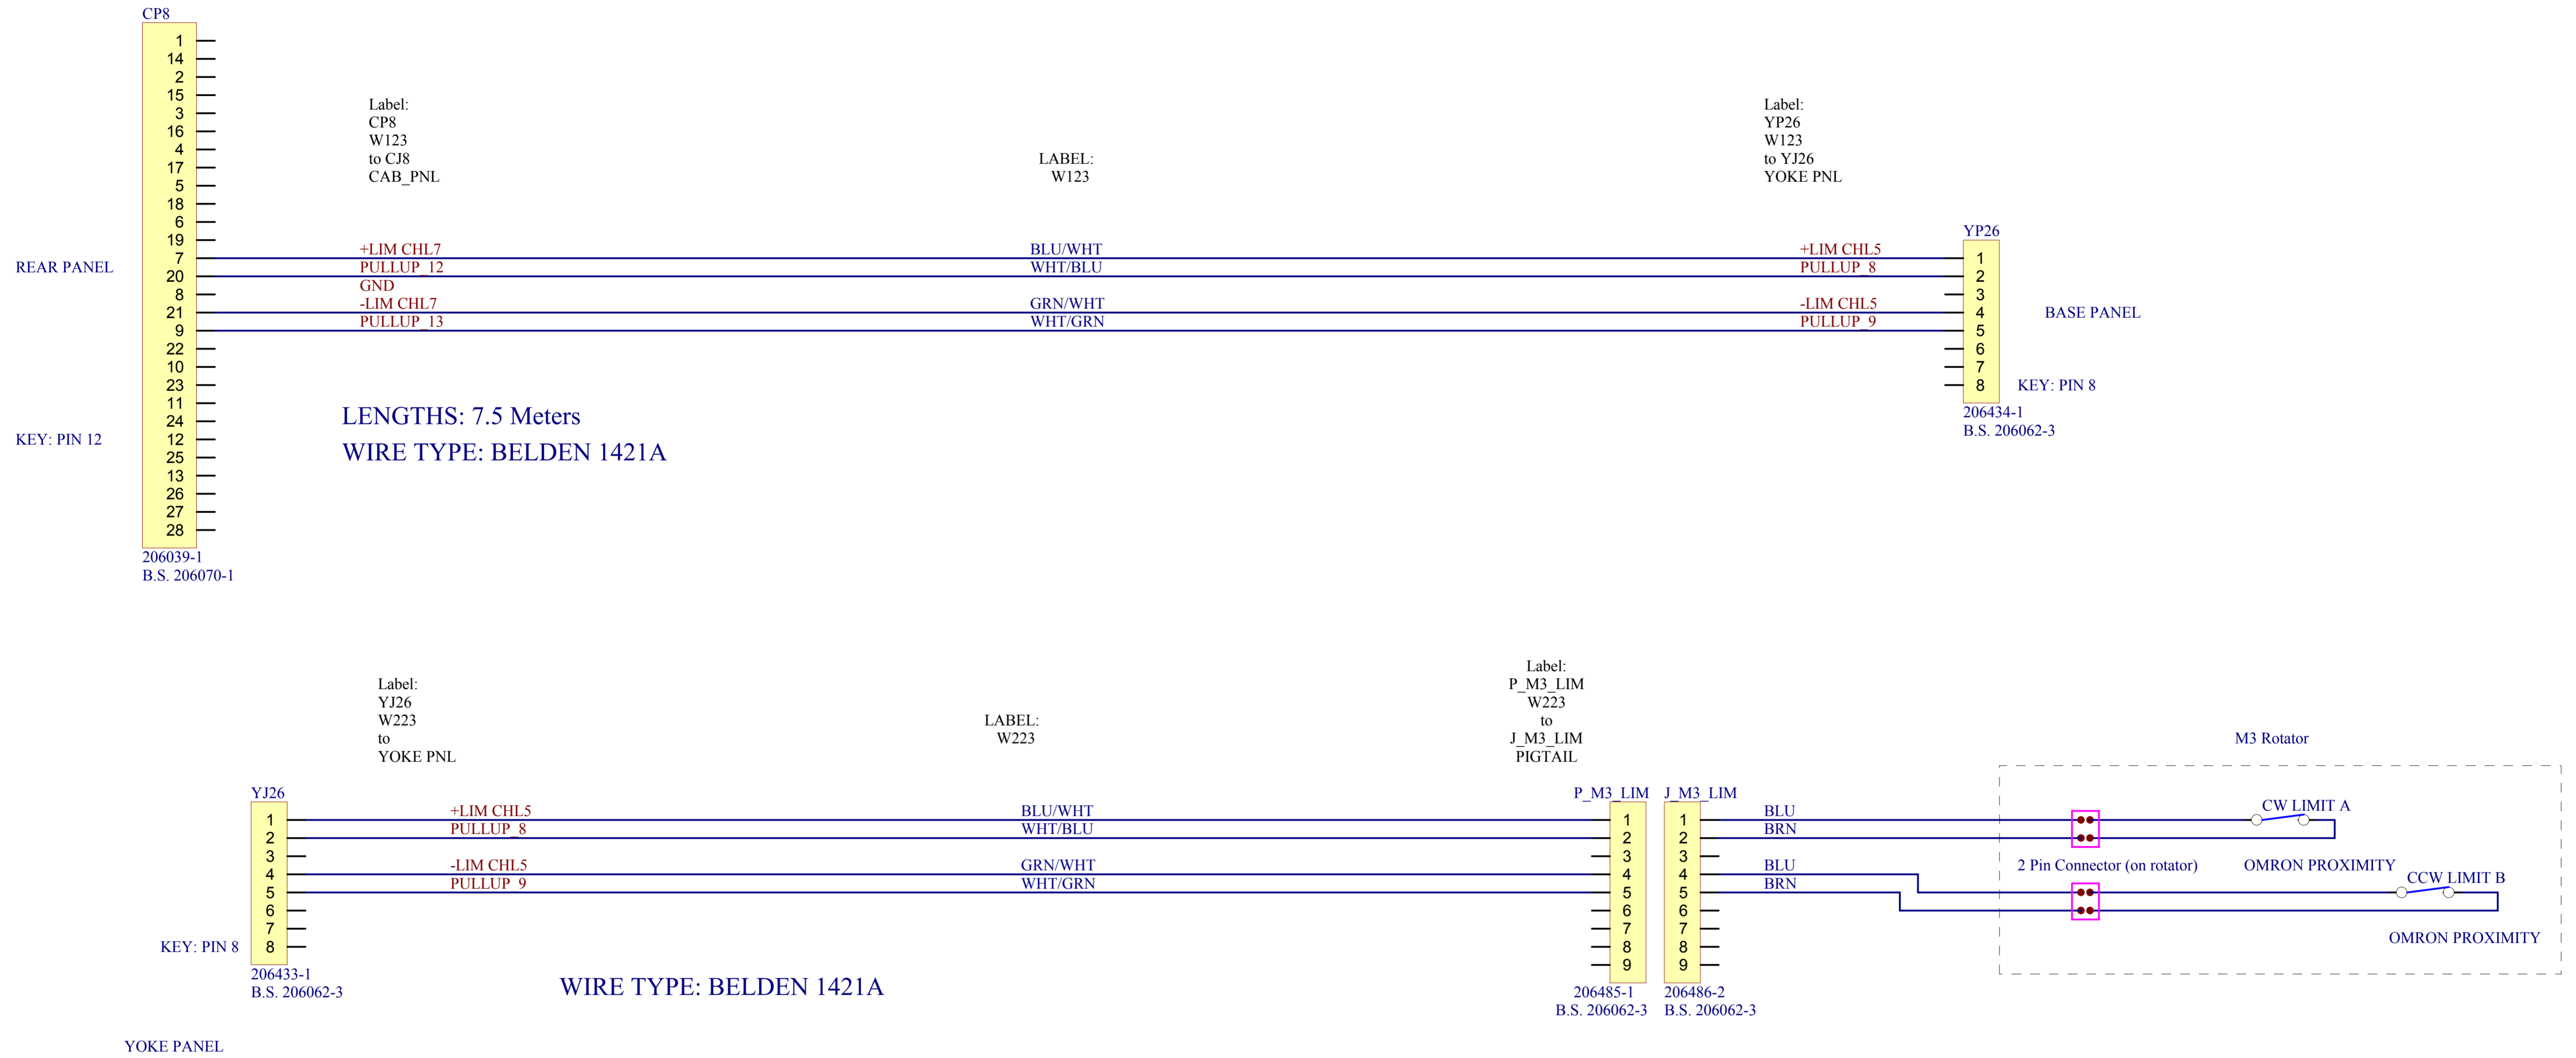 CP8
1
14
2
15
3
16
4
17
5
18
6
19
7
20
8
21
9
22
10
23
11
24
12
25
13
26
27
28
206039-1
B.S. 206070-1
REAR PANEL
KEY: PIN 12
Label:
CP8
W123
to CJ8
CAB_PNL
LABEL:
W123
Label:
YP26
W123
to YJ26
YOKE PNL
+LIM CHL7
PULLUP_12
GND
-LIM CHL7
PULLUP_13
BLU/WHT
WHT/BLU
GRN/WHT
WHT/GRN
+LIM CHL5
PULLUP_8
-LIM CHL5
PULLUP_9
YP26
1
2
3
4
5
6
7
8
BASE PANEL
KEY: PIN 8
206434-1
B.S. 206062-3
LENGTHS: 7.5 Meters
WIRE TYPE: BELDEN 1421A
Label:
YJ26
W223
to
YOKE PNL
LABEL:
W223
Label:
P_M3_LIM
W223
to
J_M3_LIM
PIGTAIL
YJ26
1
2
3
4
5
6
7
8
KEY: PIN 8
206433-1
B.S. 206062-3
YOKE PANEL
+LIM CHL5
PULLUP_8
-LIM CHL5
PULLUP_9
BLU/WHT
WHT/BLU
GRN/WHT
WHT/GRN
WIRE TYPE: BELDEN 1421A
P_M3_LIM
1
2
3
4
5
6
7
8
9
206485-1
B.S. 206062-3
J_M3_LIM
1
2
3
4
5
6
7
8
9
206486-2
B.S. 206062-3
BLU
BRN
BLU
BRN
M3 Rotator
CW LIMIT A
2 Pin Connector (on rotator)
OMRON PROXIMITY
CCW LIMIT B
OMRON PROXIMITY